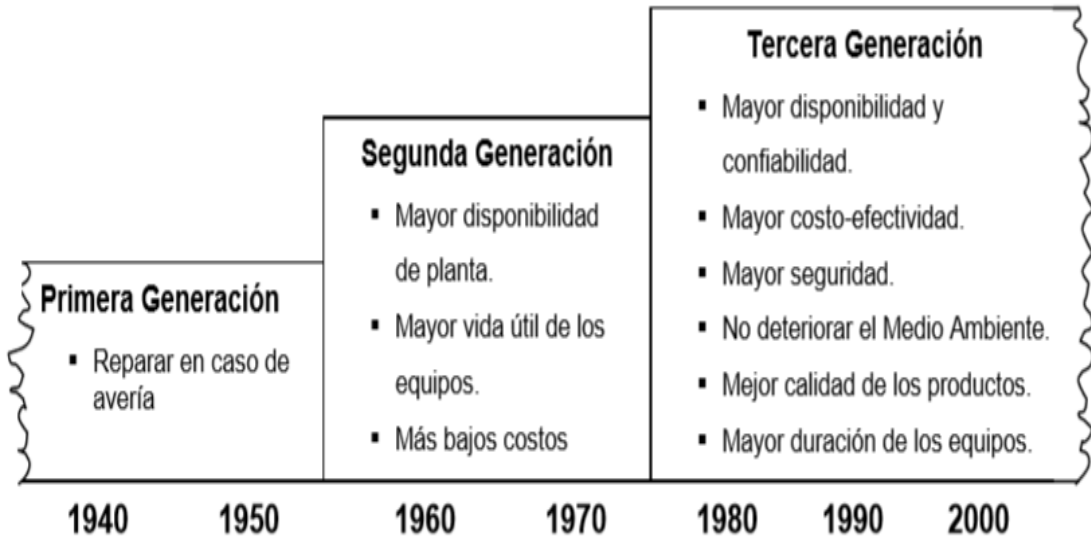 Primera Generación
▪ Reparar en caso de
avería
Segunda Generación
▪ Mayor disponibilidad
de planta.
▪ Mayor vida útil de los
equipos.
▪ Más bajos costos
Tercera Generación
▪ Mayor disponibilidad y
confiabilidad.
▪ Mayor costo-efectividad.
▪ Mayor seguridad.
▪ No deteriorar el Medio Ambiente.
▪ Mejor calidad de los productos.
▪ Mayor duración de los equipos.
1940 1950 1960 1970 1980 1990 2000